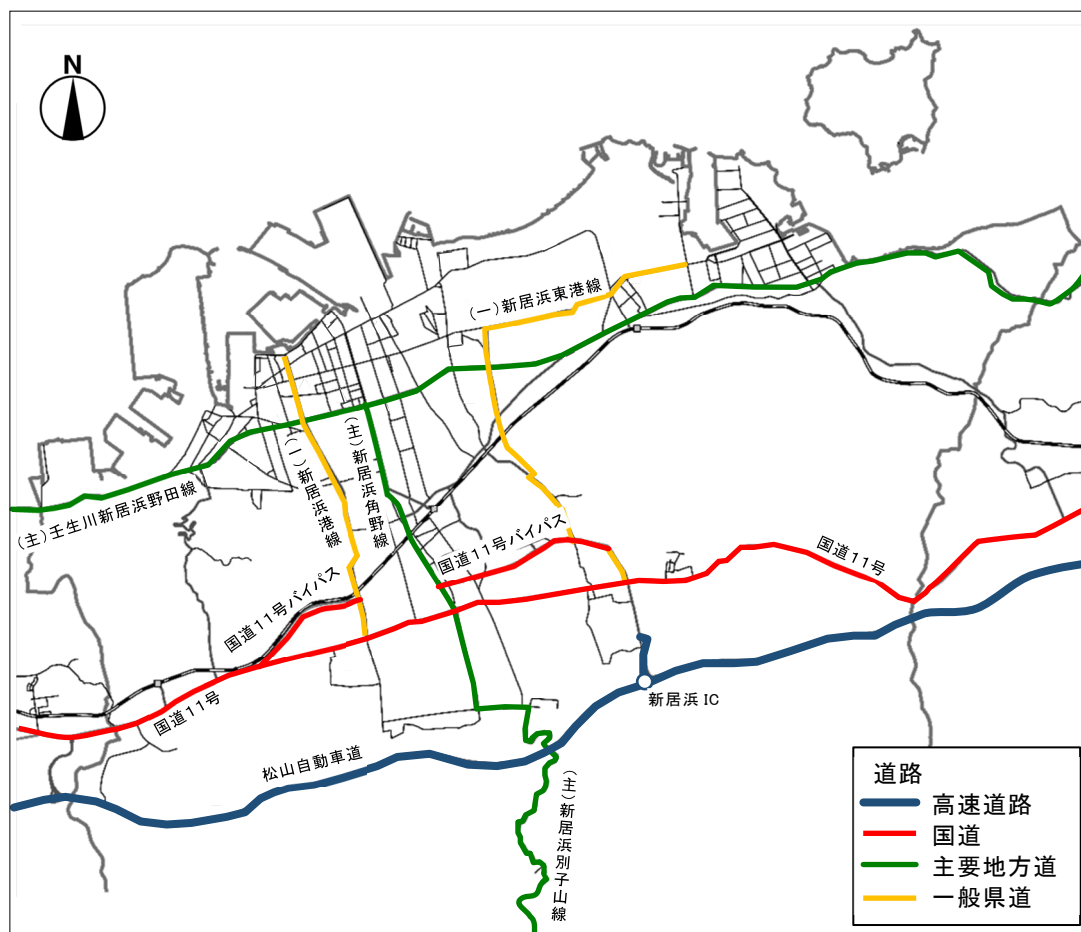 N
(一)新居浜東港線
(主)新居浜角野線
(一)新居浜港線
(主)壬生川新居浜野田線
国道11号バイパス
国道11号
国道11号バイパス
国道11号
新居浜IC
松山自動車道
(主)新居浜別子山線
道路
高速道路
国道
主要地方道
一般県道